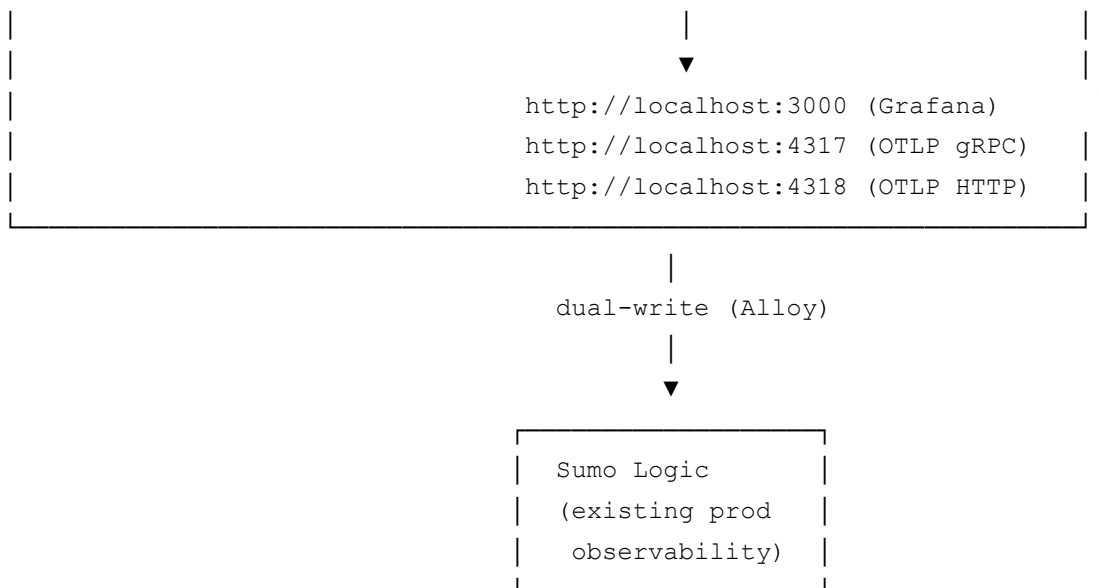 http://localhost:3000 (Grafana)
http://localhost:4317 (OTLP gRPC)
http://localhost:4318 (OTLP HTTP)
dual-write (Alloy)
Sumo Logic
(existing prod
observability)